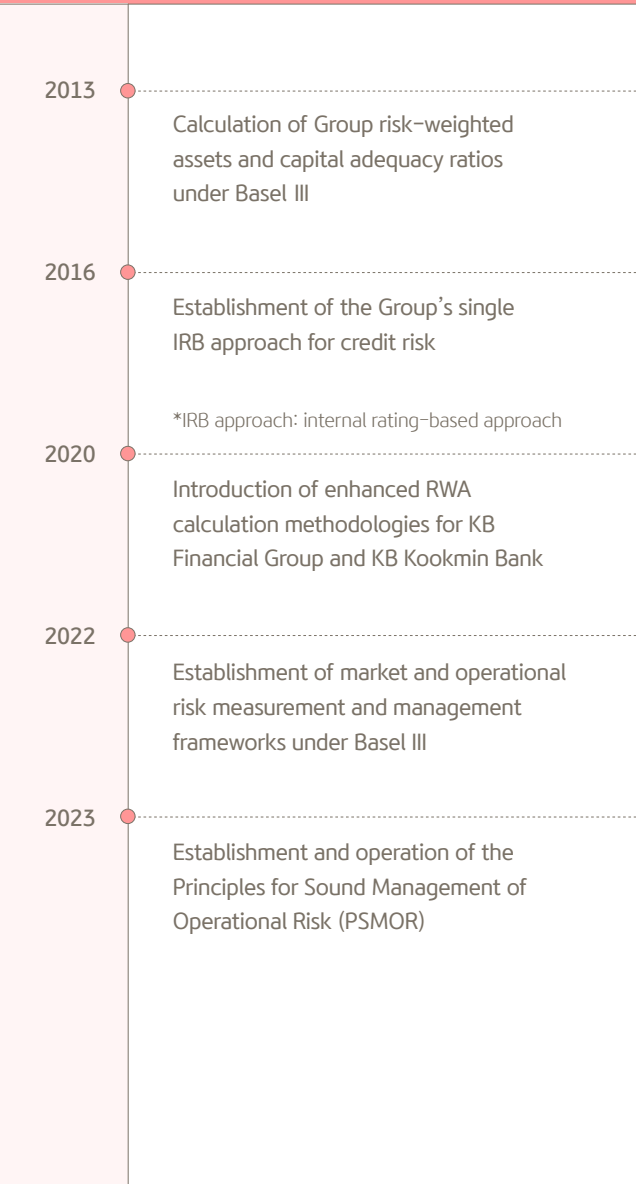 2013
Calculation of Group risk-weighted
assets and capital adequacy ratios
under Basel III
2016
Establishment of the Group's single
IRB approach for credit risk
*IRB approach: internal rating-based approach
2020
Introduction of enhanced RWA
calculation methodologies for KB
Financial Group and KB Kookmin Bank
2022
Establishment of market and operational
risk measurement and management
frameworks under Basel III
2023
Establishment and operation of the
Principles for Sound Management of
Operational Risk (PSMOR)